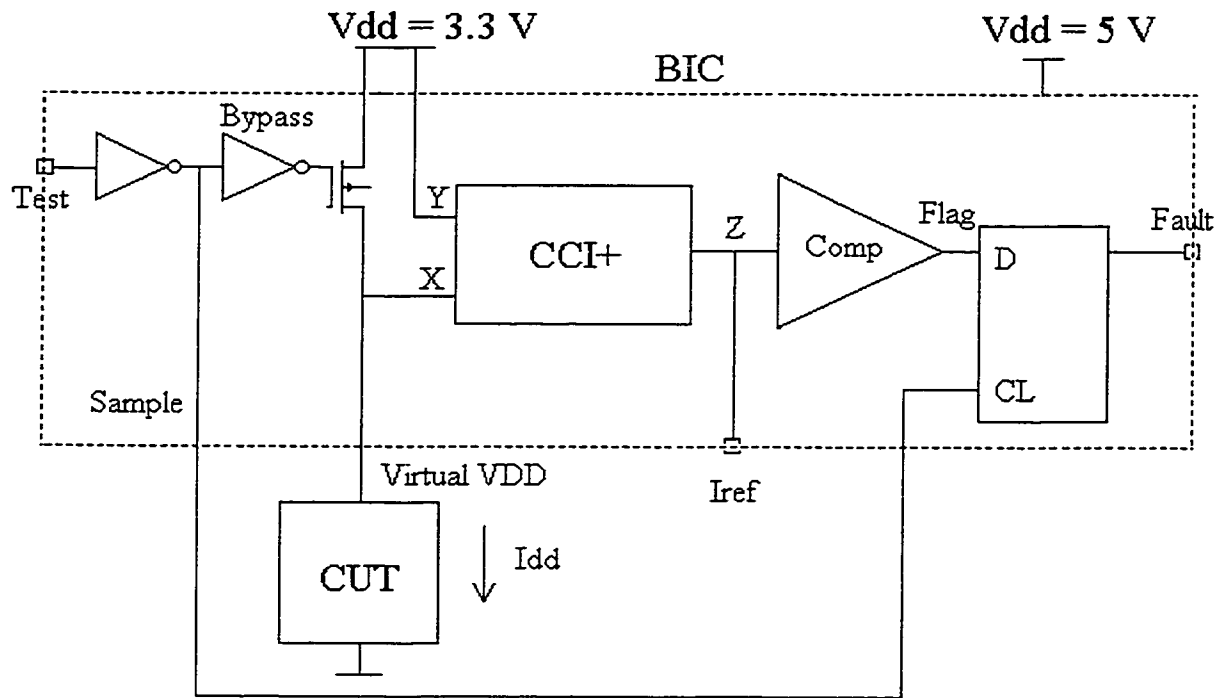 Vdd = 3.3 V
Vdd = 5 V
BIC
Bypass
Test
Y
X
CCI+
Z
Comp
Flag
D
CL
Fault
Sample
Virtual VDD
Iref
CUT
Idd